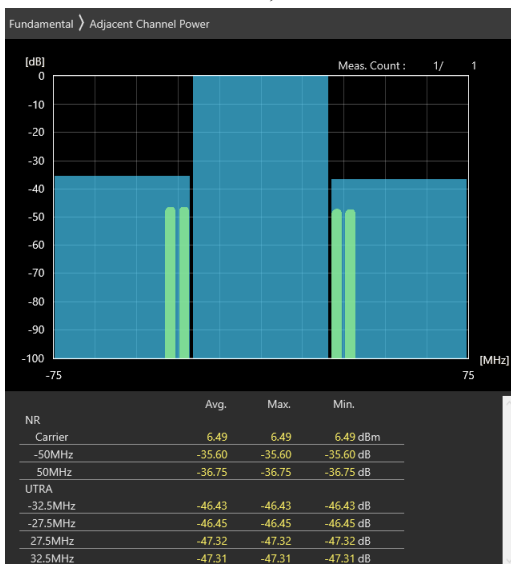 Fundamental 〉 Adjacent Channel Power
[dB] Meas. Count : 1/ 1
0
-10
-20
-30
-40
-50
-60
-70
-80
-90
-100
[MHz]
-75 75
Avg. Max. Min.
NR
Carrier 6.49 6.49 6.49 dBm
-50MHz -35.60 -35.60 -35.60 dB
50MHz -36.75 -36.75 -36.75 dB
UTRA
-32.5MHz -46.43 -46.43 -46.43 dB
-27.5MHz -46.45 -46.45 -46.45 dB
27.5MHz -47.32 -47.32 -47.32 dB
32.5MHz -47.31 -47.31 -47.31 dB